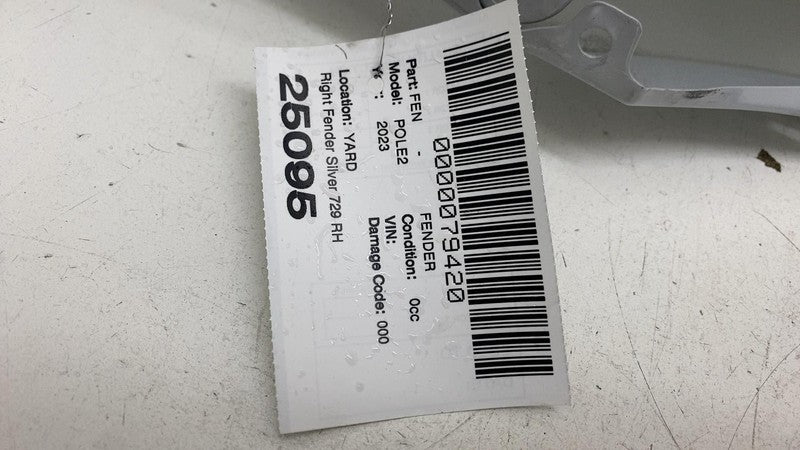 0000079420
Part: FEN - FENDER
Model: POLE2 Condition: 0cc
2023 VIN:
Damage Code: 000
Location: YARD
Right Fender Silver 729 RH
25095